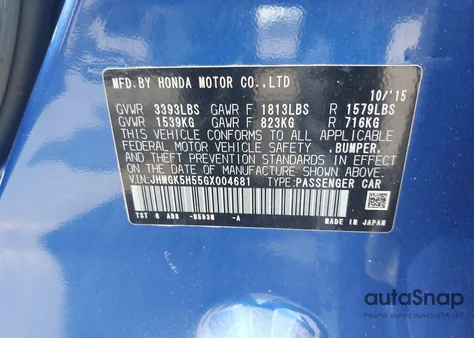 MFD.BY HONDA MOTOR CO.,LTD 10/'15
GVWR 3393LBS GAWR F 1813LBS R 1579LBS
GVWR 1539KG GAWR F 823KG R 716KG
THIS VEHICLE CONFORMS TO ALL APPLICABLE
FEDERAL MOTOR VEHICLE SAFETY .BUMPER,
AND THEFT PREVENTION STANDARDS IN EFFECT
ON THE DATE OF MANUFACTURE SHOWN ABOVE.
V.I.N:JHMGK5H55GX004681 TYPE:PASSENGER CAR
-B593M -A MADE IN JAPAN
autoSnap